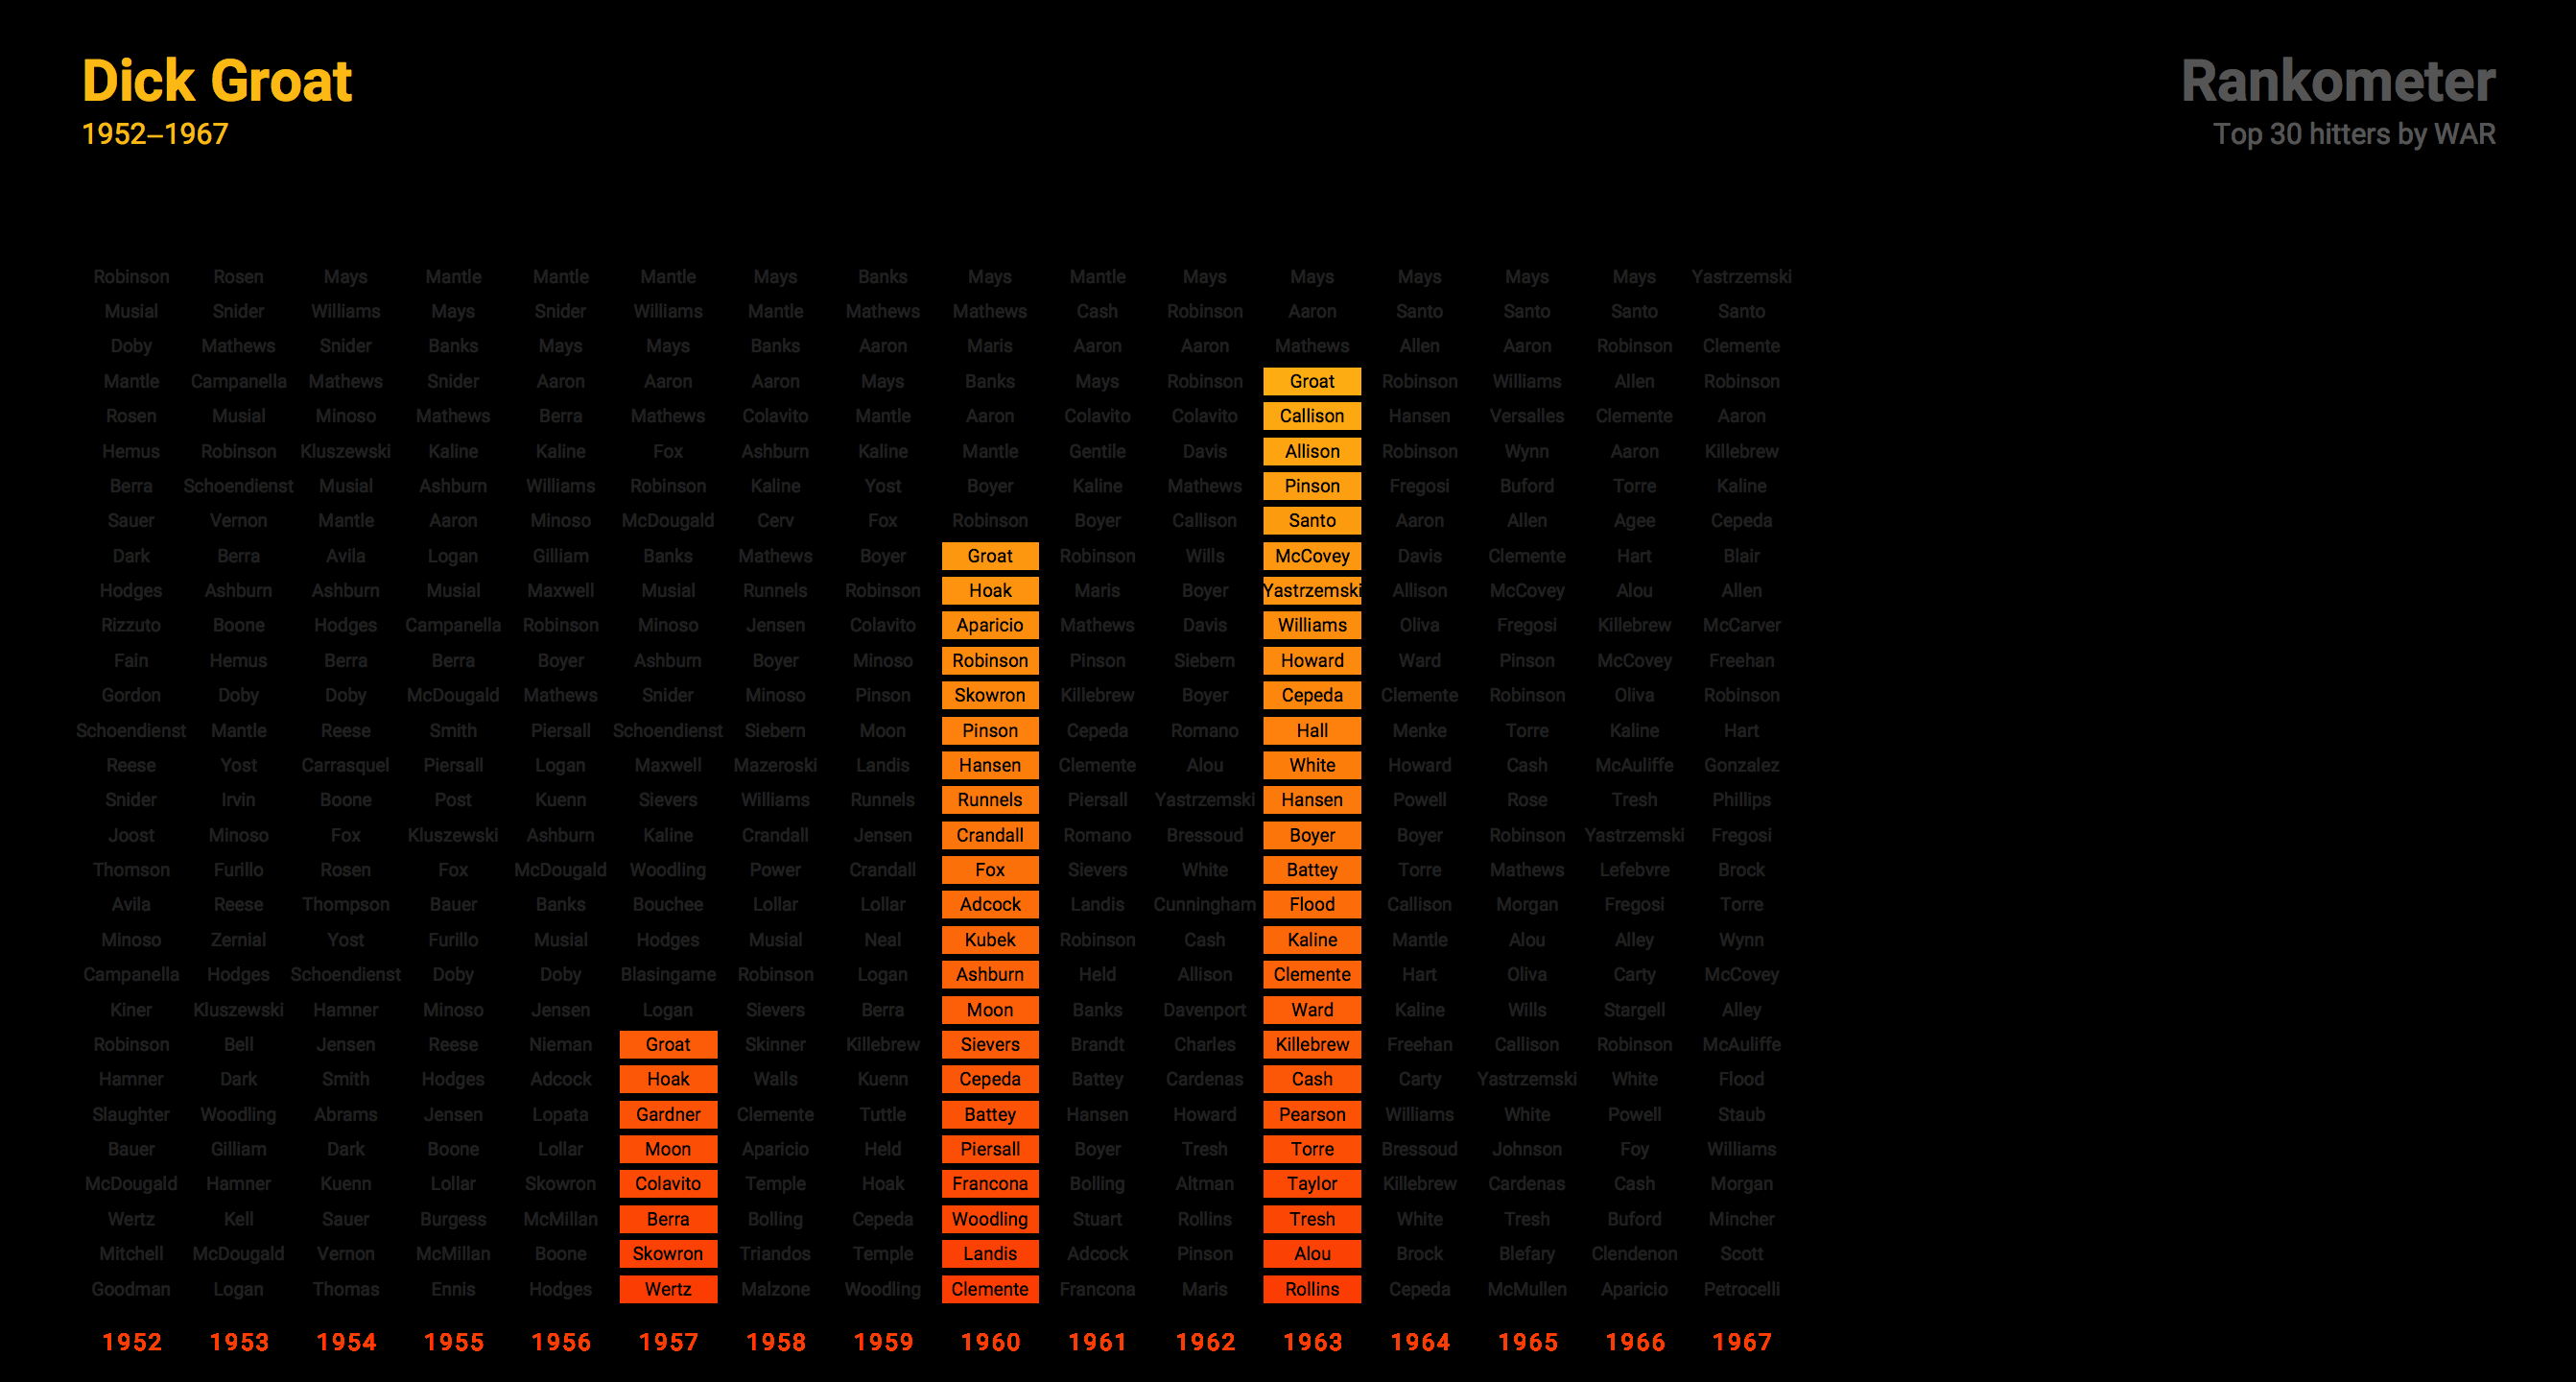 Dick Groat
1952–1967
Rankometer
Top 30 hitters by WAR
Robinson Rosen Mays Mantle Mantle Mantle Mays Banks Mays Mantle Mays Mays Mays Mays Mays Yastrzemski
Musial Snider Williams Mays Snider Williams Mantle Mathews Mathews Cash Robinson Aaron Santo Santo Santo Santo
Doby Mathews Snider Banks Mays Mays Banks Aaron Maris Aaron Aaron Mathews Allen Aaron Robinson Clemente
Mantle Campanella Mathews Snider Aaron Aaron Aaron Mays Banks Mays Robinson Groat Robinson Williams Allen Robinson
Rosen Musial Minoso Mathews Berra Mathews Colavito Mantle Aaron Colavito Colavito Callison Hansen Versalles Clemente Aaron
Hemus Robinson Kluszewski Kaline Kaline Fox Ashburn Kaline Mantle Gentile Davis Allison Robinson Wynn Aaron Killebrew
Berra Schoendienst Musial Ashburn Williams Robinson Kaline Yost Boyer Kaline Mathews Pinson Fregosi Buford Torre Kaline
Sauer Vernon Mantle Aaron Minoso McDougald Cerv Fox Robinson Boyer Callison Santo Aaron Allen Agee Cepeda
Dark Berra Avila Logan Gilliam Banks Mathews Boyer Groat Robinson Wills McCovey Davis Clemente Hart Blair
Hodges Ashburn Ashburn Musial Maxwell Musial Runnels Robinson Hoak Maris Boyer Yastrzemski Allison McCovey Alou Allen
Rizzuto Boone Hodges Campanella Robinson Minoso Jensen Colavito Aparicio Mathews Davis Williams Oliva Fregosi Killebrew McCarver
Fain Hemus Berra Berra Boyer Ashburn Boyer Minoso Robinson Pinson Siebern Howard Ward Pinson McCovey Freehan
Gordon Doby Doby McDougald Mathews Snider Minoso Pinson Skowron Killebrew Boyer Cepeda Clemente Robinson Oliva Robinson
Schoendienst Mantle Reese Smith Piersall Schoendienst Siebern Moon Pinson Cepeda Romano Hall Menke Torre Kaline Hart
Reese Yost Carrasquel Piersall Logan Maxwell Mazeroski Landis Hansen Clemente Alou White Howard Cash McAuliffe Gonzalez
Snider Irvin Boone Post Kuenn Sievers Williams Runnels Runnels Piersall Yastrzemski Hansen Powell Rose Tresh Phillips
Joost Minoso Fox Kluszewski Ashburn Kaline Crandall Jensen Crandall Romano Bressoud Boyer Boyer Robinson Yastrzemski Fregosi
Thomson Furillo Rosen Fox McDougald Woodling Power Crandall Fox Sievers White Battey Torre Mathews Lefebvre Brock
Avila Reese Thompson Bauer Banks Bouchee Lollar Lollar Adcock Landis Cunningham Flood Callison Morgan Fregosi Torre
Minoso Zernial Yost Furillo Musial Hodges Musial Neal Kubek Robinson Cash Kaline Mantle Alou Alley Wynn
Campanella Hodges Schoendienst Doby Doby Blasingame Robinson Logan Ashburn Held Allison Clemente Hart Oliva Carty McCovey
Kiner Kluszewski Hamner Minoso Jensen Logan Sievers Berra Moon Banks Davenport Ward Kaline Wills Stargell Alley
Robinson Bell Jensen Reese Nieman Groat Skinner Killebrew Sievers Brandt Charles Killebrew Freehan Callison Robinson McAuliffe
Hamner Dark Smith Hodges Adcock Hoak Walls Kuenn Cepeda Battey Cardenas Cash Carty Yastrzemski White Flood
Slaughter Woodling Abrams Jensen Lopata Gardner Clemente Tuttle Battey Hansen Howard Pearson Williams White Powell Staub
Bauer Gilliam Dark Boone Lollar Moon Aparicio Held Piersall Boyer Tresh Torre Bressoud Johnson Foy Williams
McDougald Hamner Kuenn Lollar Skowron Colavito Temple Hoak Francona Bolling Altman Taylor Killebrew Cardenas Cash Morgan
Wertz Kell Sauer Burgess McMillan Berra Bolling Cepeda Woodling Stuart Rollins Tresh White Tresh Buford Mincher
Mitchell McDougald Vernon McMillan Boone Skowron Triandos Temple Landis Adcock Pinson Alou Brock Blefary Clendenon Scott
Goodman Logan Thomas Ennis Hodges Wertz Malzone Woodling Clemente Francona Maris Rollins Cepeda McMullen Aparicio Petrocelli
1952 1953 1954 1955 1956 1957 1958 1959 1960 1961 1962 1963 1964 1965 1966 1967